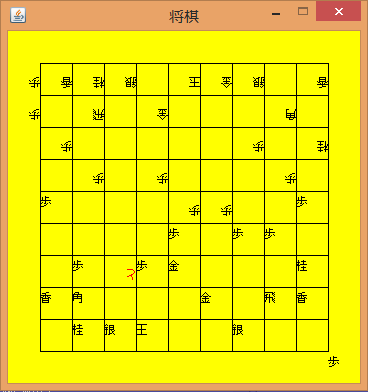 将棋
歩 香 桂 銀 王 金 銀 香
歩 飛 金 角
歩 歩 桂
歩 歩 歩
歩 歩 歩 歩
歩 歩 歩
歩 と 歩 金 桂
香 角 金 飛 香
桂 銀 王 銀
歩